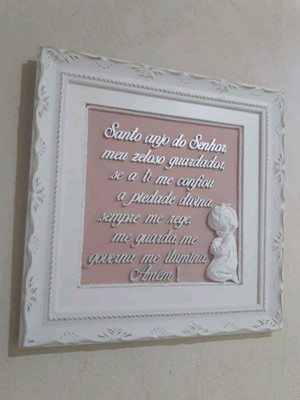 Santo anjo do Senhor,
meu zeloso guardador,
se a ti me confiou
a piedade divina,
sempre me rege
me guarda me
governa me ilumina.
Amém!